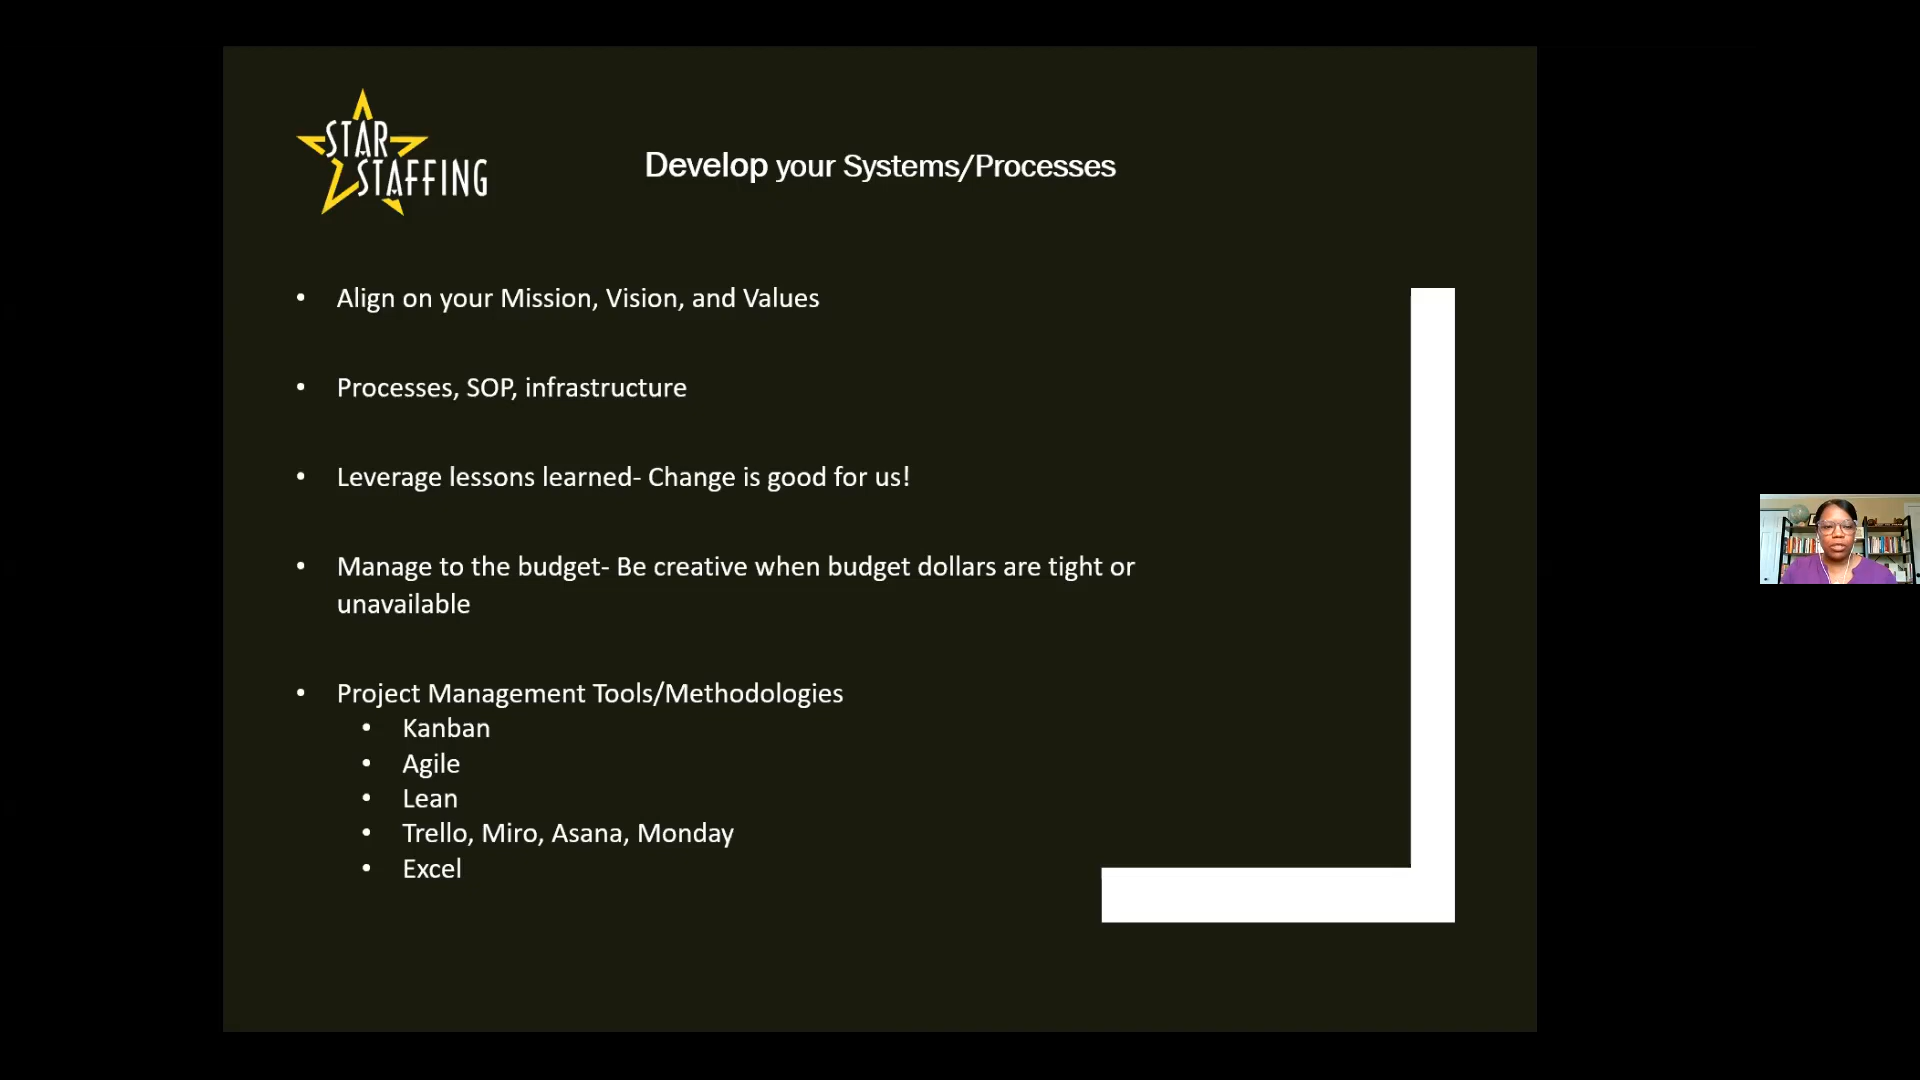 STAR
STAFFING
Develop your Systems/Processes
• Align on your Mission, Vision, and Values
• Processes, SOP, infrastructure
• Leverage lessons learned- Change is good for us!
• Manage to the budget- Be creative when budget dollars are tight or
unavailable
• Project Management Tools/Methodologies
• Kanban
• Agile
• Lean
• Trello, Miro, Asana, Monday
• Excel